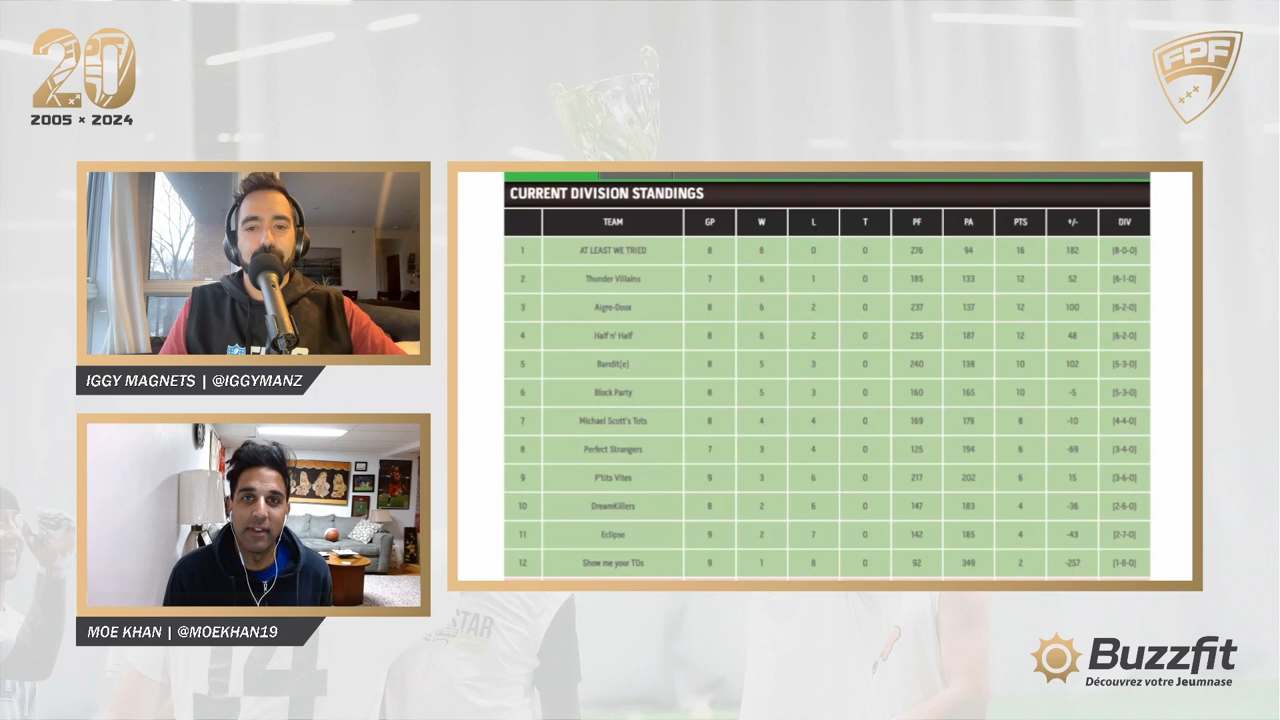 20
2005 × 2024
FPF
IGGY MAGNETS | @IGGYMANZ
MOE KHAN | @MOEKHAN19
CURRENT DIVISION STANDINGS
TEAM GP W L T PF PA PTS +/- DIV
1 AT LEAST WE TRIED 8 8 0 0 276 94 16 182 (8-0-0)
2 Thunder Villains 7 6 1 0 185 133 12 52 (6-1-0)
3 Aigre-Doux 8 6 2 0 237 137 12 100 (6-2-0)
4 Half n' Half 8 6 2 0 235 187 12 48 (6-2-0)
5 Bandit(e) 8 5 3 0 240 138 10 102 (5-3-0)
6 Block Party 8 5 3 0 160 165 10 -5 (5-3-0)
7 Michael Scott's Tots 8 4 4 0 169 179 8 -10 (4-4-0)
8 Perfect Strangers 7 3 4 0 125 194 6 -69 (3-4-0)
9 P'tits Vites 9 3 6 0 217 202 6 15 (3-6-0)
10 DreamKillers 8 2 6 0 147 183 4 -36 (2-6-0)
11 Eclipse 9 2 7 0 142 185 4 -43 (2-7-0)
12 Show me your TDs 9 1 8 0 92 349 2 -257 (1-8-0)
STAR
14
Buzzfit
Découvrez votre Jeumnase